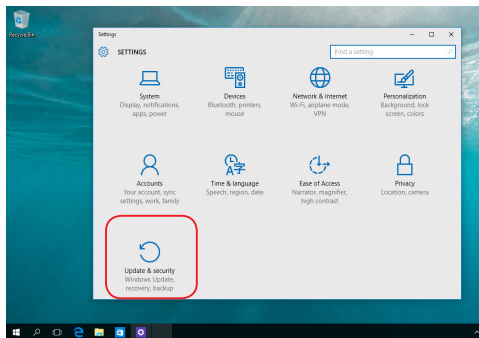 Recycle Bin
Settings
SETTINGS
Find a setting
System
Display, notifications,
apps, power
Devices
Bluetooth, printers,
mouse
Network & Internet
Wi-Fi, airplane mode,
VPN
Personalization
Background, lock
screen, colors
Accounts
Your account, sync
settings, work, family
Time & language
Speech, region, date
Ease of Access
Narrator, magnifier,
high contrast
Privacy
Location, camera
Update & security
Windows Update,
recovery, backup